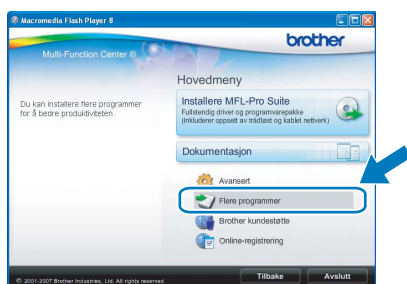 Macromedia Flash Player 8
brother
Multi-Function Center ®
Hovedmeny
Du kan installere flere programmer
for å bedre produktiviteten.
Installere MFL-Pro Suite
Fullstendig driver og programvarepakke
(Inkluderer oppsett av trådløst og kablet nettverk)
Dokumentasjon
Avansert
Flere programmer
Brother kundestøtte
Online-registrering
© 2001-2007 Brother Industries, Ltd. All rights reserved.
Tilbake
Avslutt